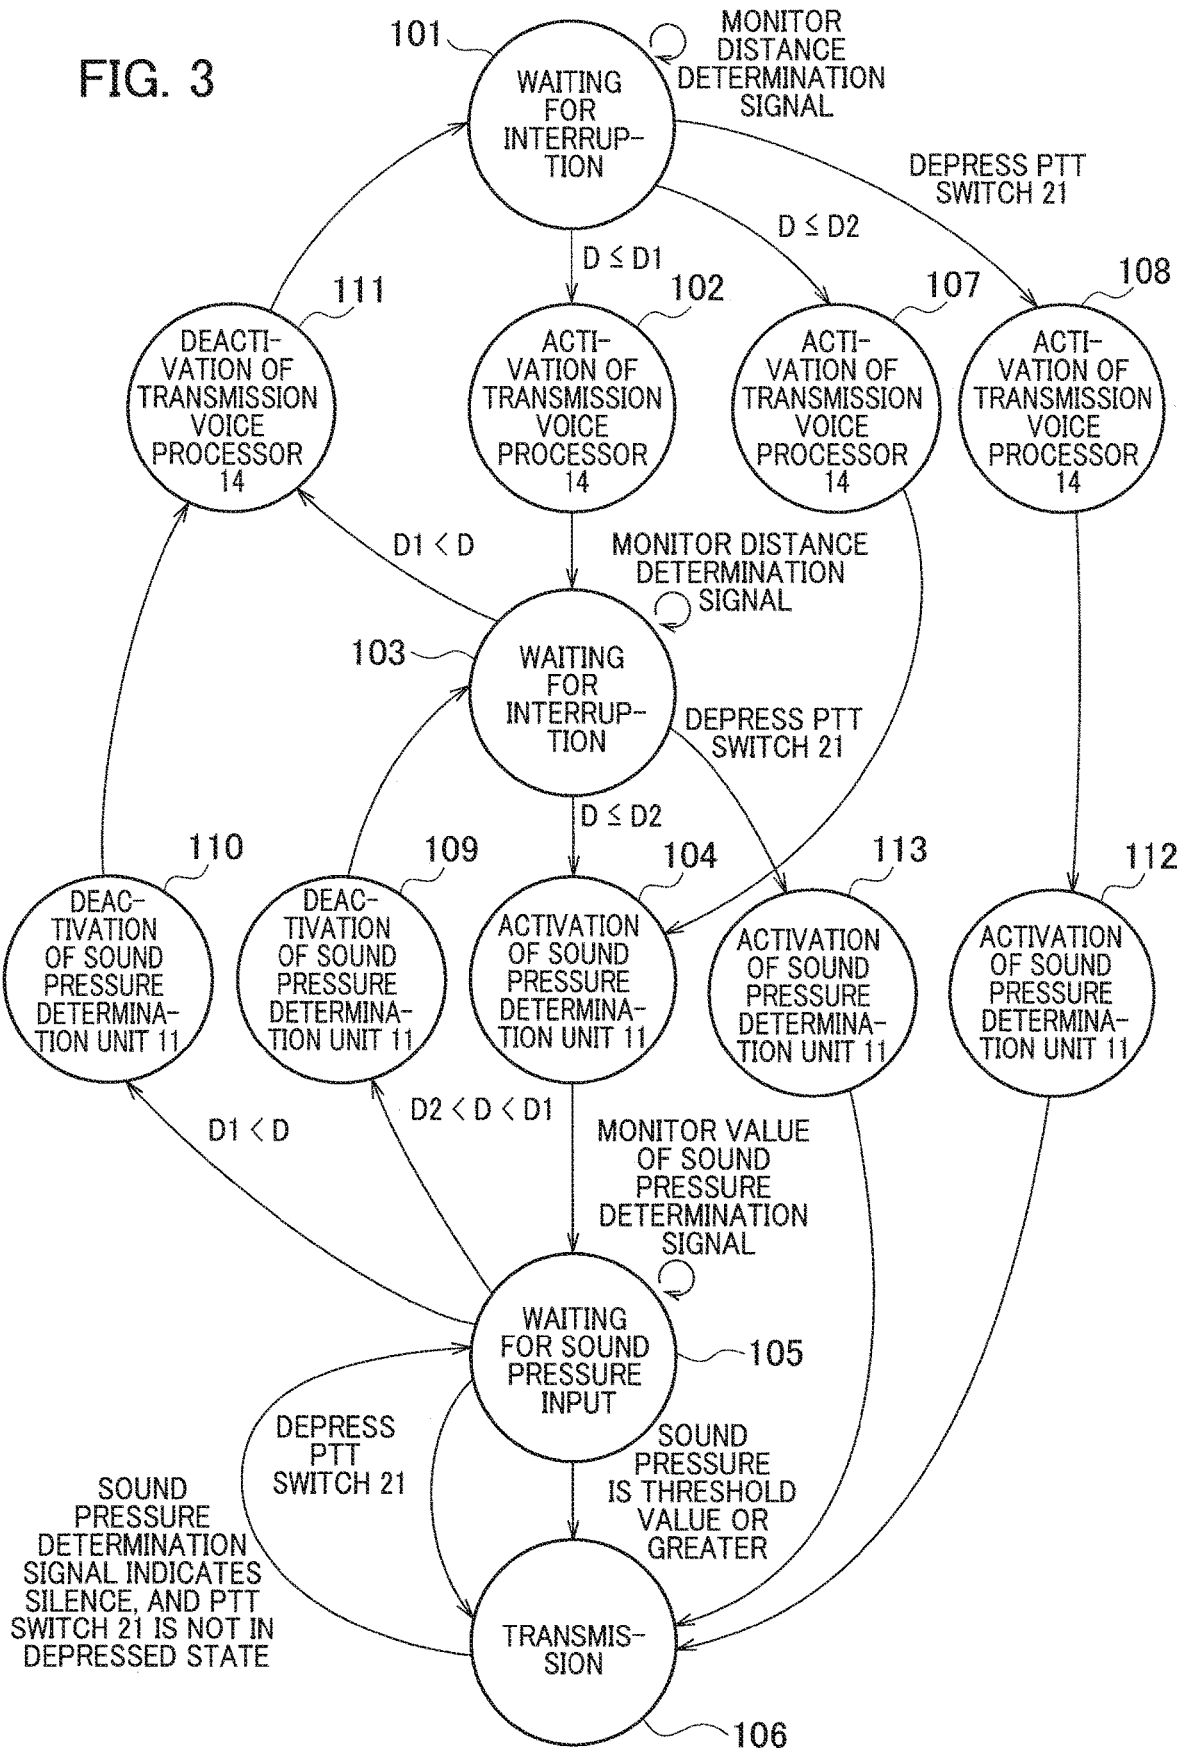 FIG. 3
101
WAITING
FOR
INTERRUP-
TION
MONITOR
DISTANCE
DETERMINATION
SIGNAL
DEPRESS PTT
SWITCH 21
D ≦ D2
D ≦ D1
111
DEACTI-
VATION OF
TRANSMISSION
VOICE
PROCESSOR
14
102
ACTI-
VATION OF
TRANSMISSION
VOICE
PROCESSOR
14
107
ACTI-
VATION OF
TRANSMISSION
VOICE
PROCESSOR
14
108
ACTI-
VATION OF
TRANSMISSION
VOICE
PROCESSOR
14
D1 < D
MONITOR DISTANCE
DETERMINATION
SIGNAL
103
WAITING
FOR
INTERRUP-
TION
DEPRESS PTT
SWITCH 21
D ≦ D2
110
DEAC-
TIVATION
OF SOUND
PRESSURE
DETERMINA-
TION UNIT 11
109
DEAC-
TIVATION
OF SOUND
PRESSURE
DETERMINA-
TION UNIT 11
104
ACTIVATION
OF SOUND
PRESSURE
DETERMINA-
TION UNIT 11
113
ACTIVATION
OF SOUND
PRESSURE
DETERMINA-
TION UNIT 11
112
ACTIVATION
OF SOUND
PRESSURE
DETERMINA-
TION UNIT 11
D1 < D
D2 < D < D1
MONITOR VALUE
OF SOUND
PRESSURE
DETERMINATION
SIGNAL
WAITING
FOR SOUND
PRESSURE
INPUT
105
DEPRESS
PTT
SWITCH 21
SOUND
PRESSURE
IS THRESHOLD
VALUE OR
GREATER
SOUND
PRESSURE
DETERMINATION
SIGNAL INDICATES
SILENCE, AND PTT
SWITCH 21 IS NOT IN
DEPRESSED STATE
TRANSMIS-
SION
106